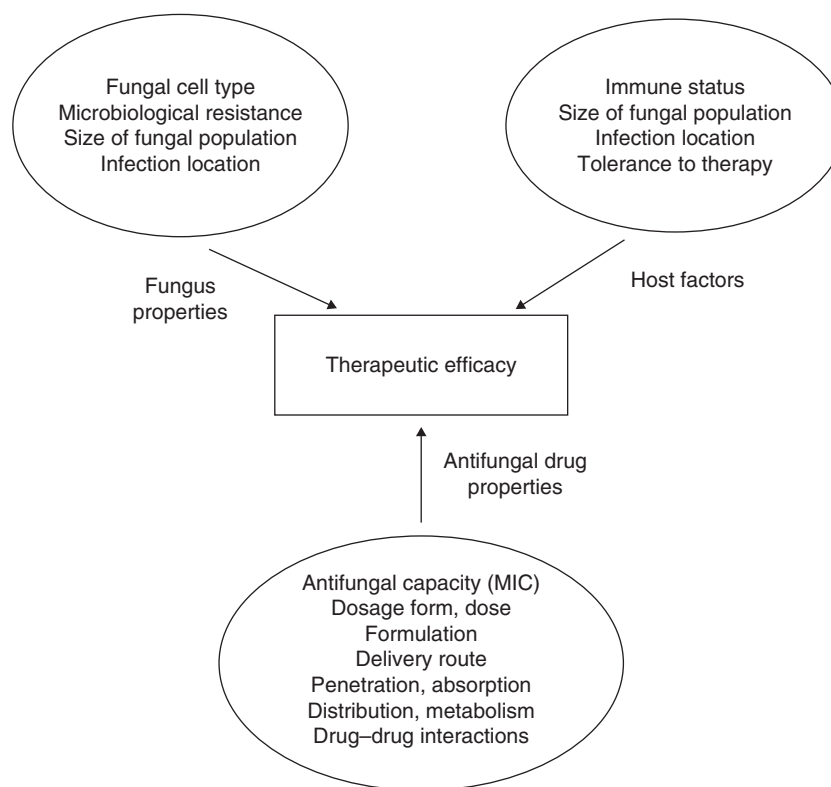 Fungal cell type
Microbiological resistance
Size of fungal population
Infection location
Immune status
Size of fungal population
Infection location
Tolerance to therapy
Fungus
properties
Host factors
Therapeutic efficacy
Antifungal drug
properties
Antifungal capacity (MIC)
Dosage form, dose
Formulation
Delivery route
Penetration, absorption
Distribution, metabolism
Drug–drug interactions